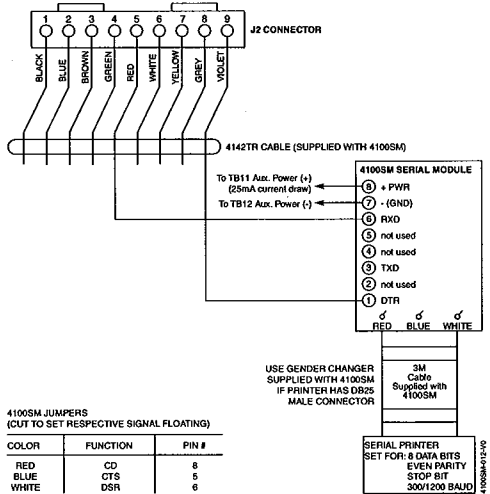 1 2 3 4 5 6 7 8 9
J2 CONNECTOR
BLACK BLUE BROWN GREEN RED WHITE YELLOW GREY VIOLET
4142TR CABLE (SUPPLIED WITH 4100SM)
4100SM SERIAL MODULE
To TB11 Aux. Power (+)
(25mA current draw)
8 + PWR
To TB12 Aux. Power (-)
7 - (GND)
6 RXD
5 not used
4 not used
3 TXD
2 not used
1 DTR
RED BLUE WHITE
USE GENDER CHANGER
SUPPLIED WITH 4100SM
IF PRINTER HAS DB25
MALE CONNECTOR
3M
Cable
Supplied with
4100SM
4100SM JUMPERS
(CUT TO SET RESPECTIVE SIGNAL FLOATING)
COLOR FUNCTION PIN #
RED CD 8
BLUE CTS 5
WHITE DSR 6
SERIAL PRINTER
SET FOR: 8 DATA BITS
EVEN PARITY
STOP BIT
300/1200 BAUD
4100SM-012-V0